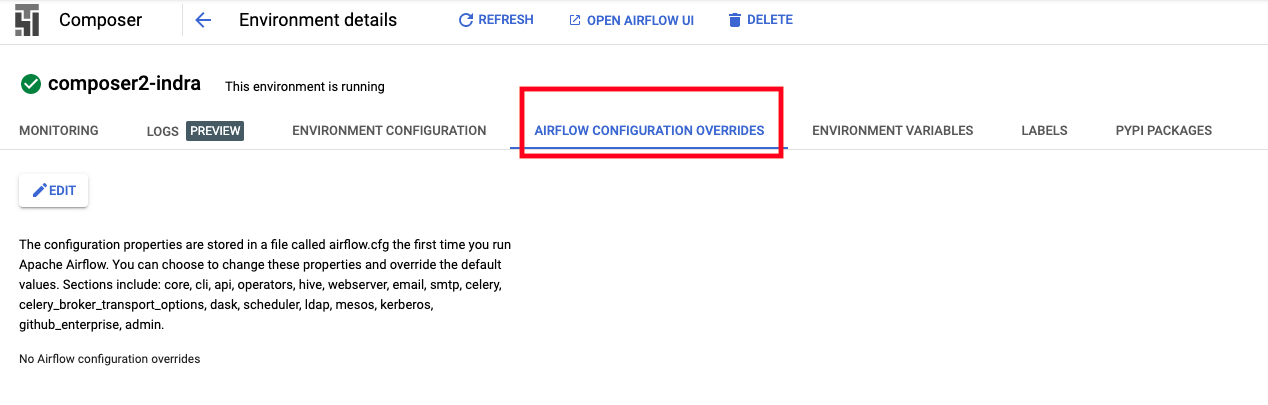 Composer Environment details REFRESH OPEN AIRFLOW UI DELETE
composer2-indra This environment is running
MONITORING LOGS PREVIEW ENVIRONMENT CONFIGURATION AIRFLOW CONFIGURATION OVERRIDES ENVIRONMENT VARIABLES LABELS PYPI PACKAGES
EDIT
The configuration properties are stored in a file called airflow.cfg the first time you run
Apache Airflow. You can choose to change these properties and override the default
values. Sections include: core, cli, api, operators, hive, webserver, email, smtp, celery,
celery_broker_transport_options, dask, scheduler, ldap, mesos, kerberos,
github_enterprise, admin.
No Airflow configuration overrides